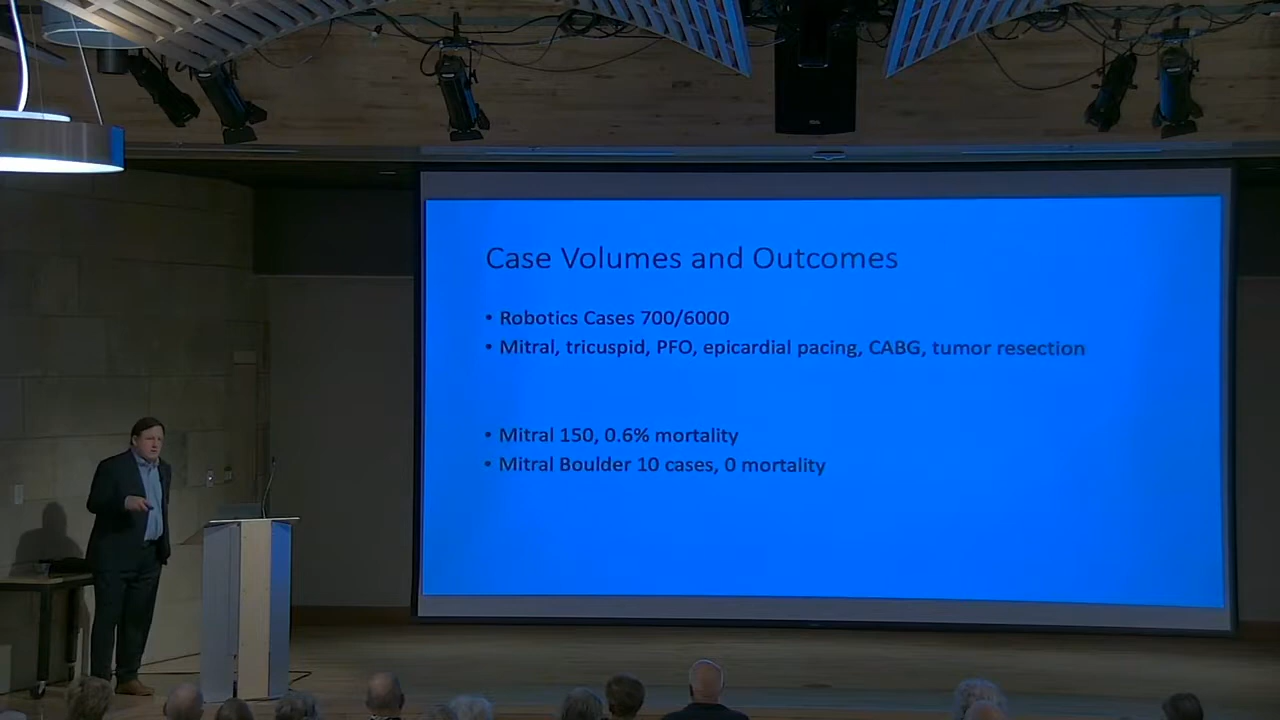 Case Volumes and Outcomes
• Robotics Cases 700/6000
• Mitral, tricuspid, PFO, epicardial pacing, CABG, tumor resection
• Mitral 150, 0.6% mortality
• Mitral Boulder 10 cases, 0 mortality